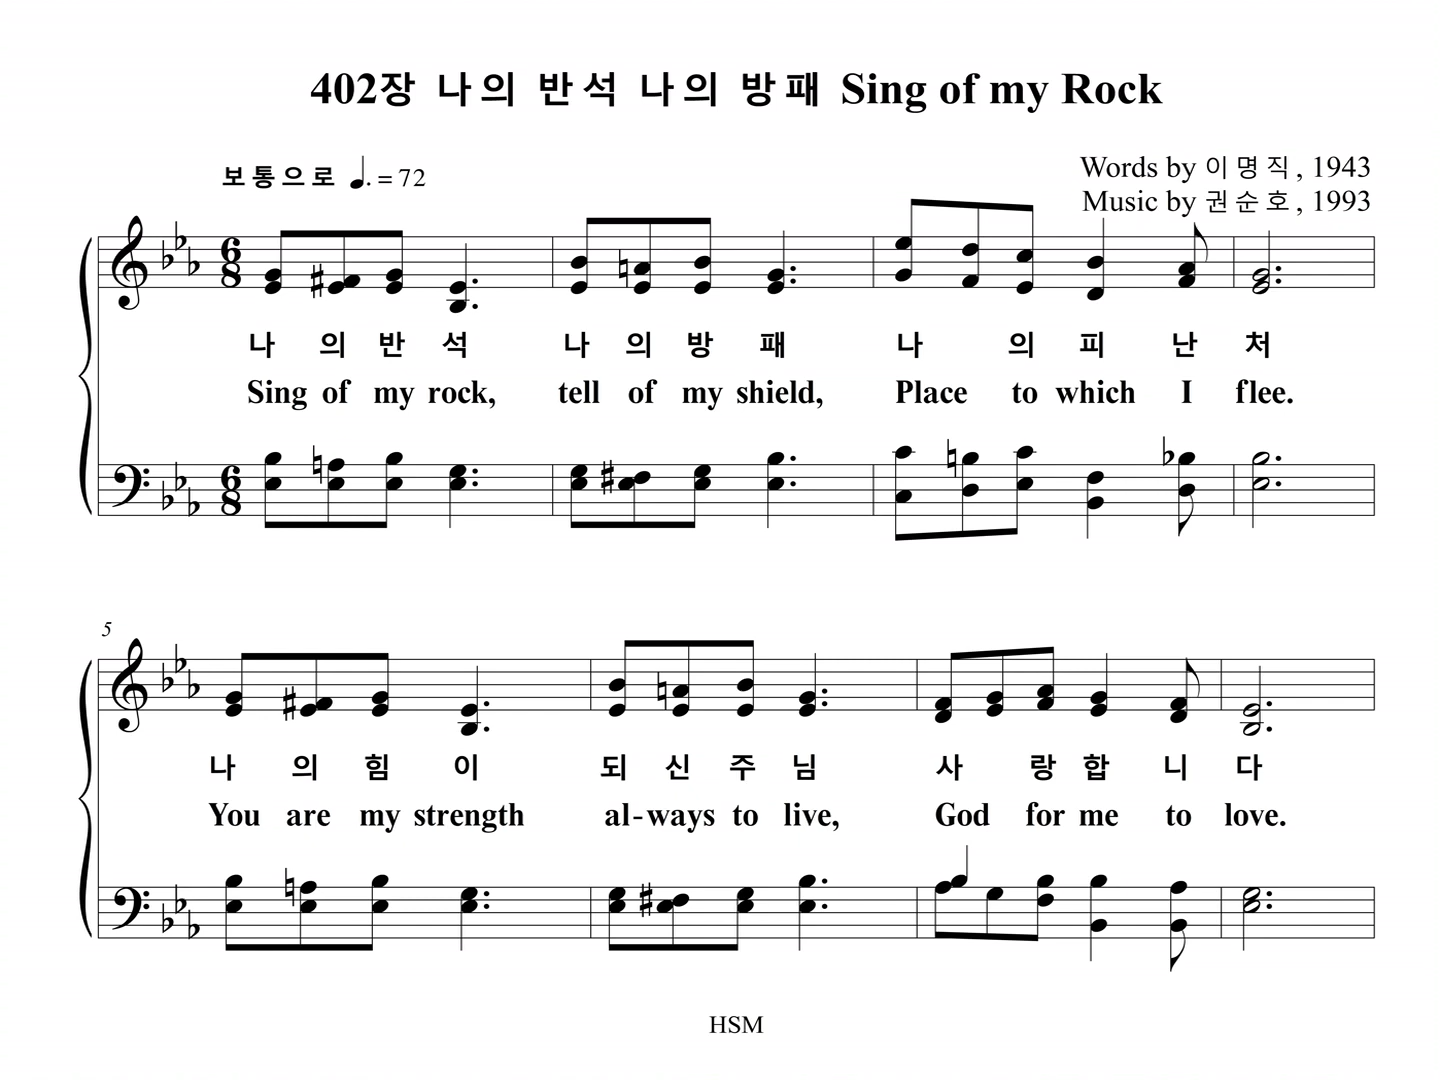 402장 나의 반석 나의 방패 Sing of my Rock
보통으로 ♩. = 72
Words by 이명직, 1943
Music by 권순호, 1993
6 8
나 의 반 석 나 의 방 패 나 의 피 난 처
Sing of my rock, tell of my shield, Place to which I flee.
6 8
5
나 의 힘 이 되 신 주 님 사 랑 합 니 다
You are my strength al-ways to live, God for me to love.
HSM